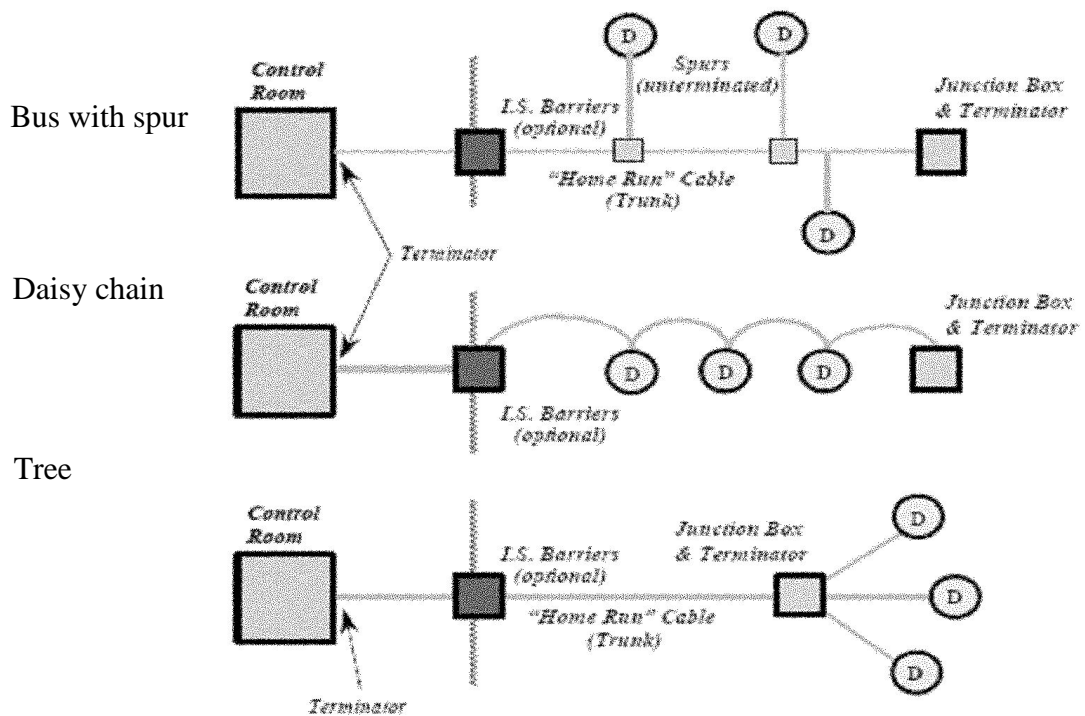 Bus with spur
Control
Room
I.S. Barriers
(optional)
D
D
Spurs
(unterminated)
Junction Box
& Terminator
"Home Run" Cable
(Trunk)
D
Terminator
Daisy chain
Control
Room
Junction Box
& Terminator
D
D
D
I.S. Barriers
(optional)
Tree
Control
Room
I.S. Barriers
(optional)
Junction Box
& Terminator
D
D
D
"Home Run" Cable
(Trunk)
Terminator